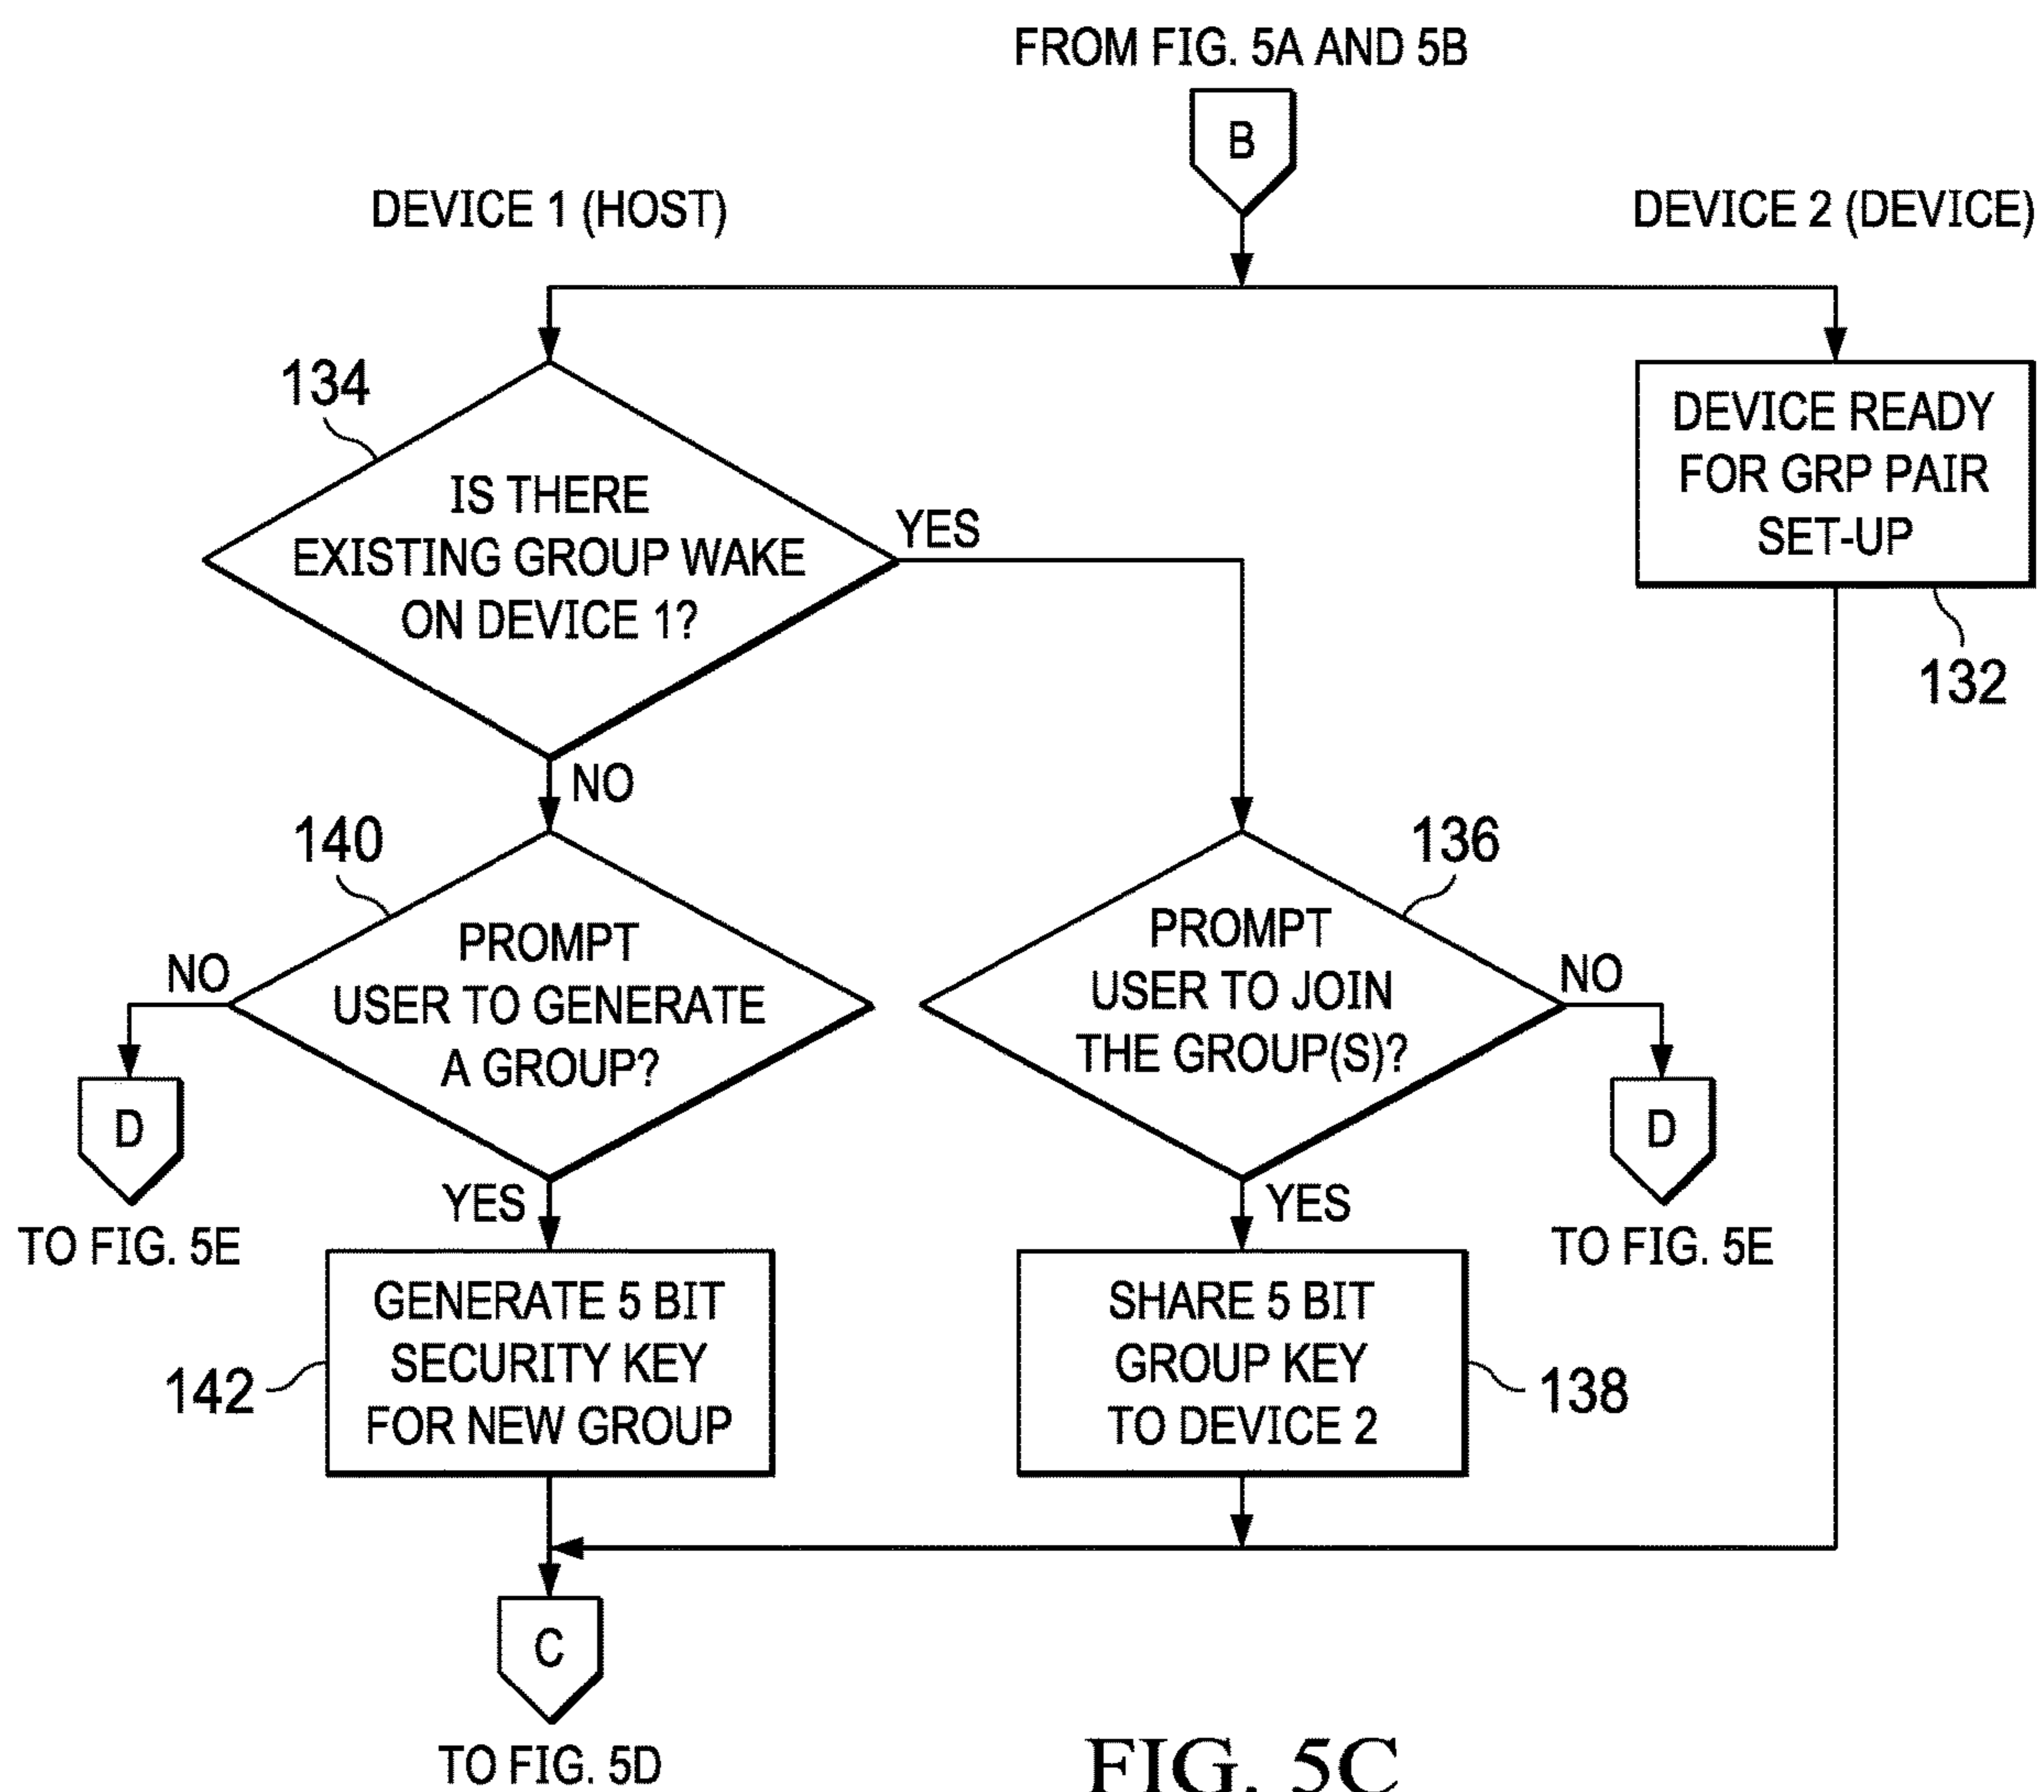 FROM FIG. 5A AND 5B
B
DEVICE 1 (HOST)
DEVICE 2 (DEVICE)
134
IS THERE
EXISTING GROUP WAKE
ON DEVICE 1?
YES
NO
DEVICE READY
FOR GRP PAIR
SET-UP
132
140
PROMPT
USER TO GENERATE
A GROUP?
NO
D
TO FIG. 5E
YES
136
PROMPT
USER TO JOIN
THE GROUP(S)?
NO
D
TO FIG. 5E
YES
GENERATE 5 BIT
SECURITY KEY
FOR NEW GROUP
142
SHARE 5 BIT
GROUP KEY
TO DEVICE 2
138
C
TO FIG. 5D
FIG. 5C